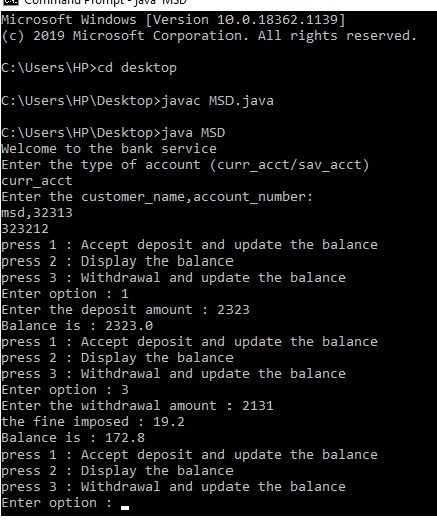 Command Prompt - java MSD
Microsoft Windows [Version 10.0.18362.1139]
(c) 2019 Microsoft Corporation. All rights reserved.
C:\Users\HP>cd desktop
C:\Users\HP\Desktop>javac MSD.java
C:\Users\HP\Desktop>java MSD
Welcome to the bank service
Enter the type of account (curr_acct/sav_acct)
curr_acct
Enter the customer_name,account_number:
msd,32313
323212
press 1 : Accept deposit and update the balance
press 2 : Display the balance
press 3 : Withdrawal and update the balance
Enter option : 1
Enter the deposit amount : 2323
Balance is : 2323.0
press 1 : Accept deposit and update the balance
press 2 : Display the balance
press 3 : Withdrawal and update the balance
Enter option : 3
Enter the withdrawal amount : 2131
the fine imposed : 19.2
Balance is : 172.8
press 1 : Accept deposit and update the balance
press 2 : Display the balance
press 3 : Withdrawal and update the balance
Enter option :